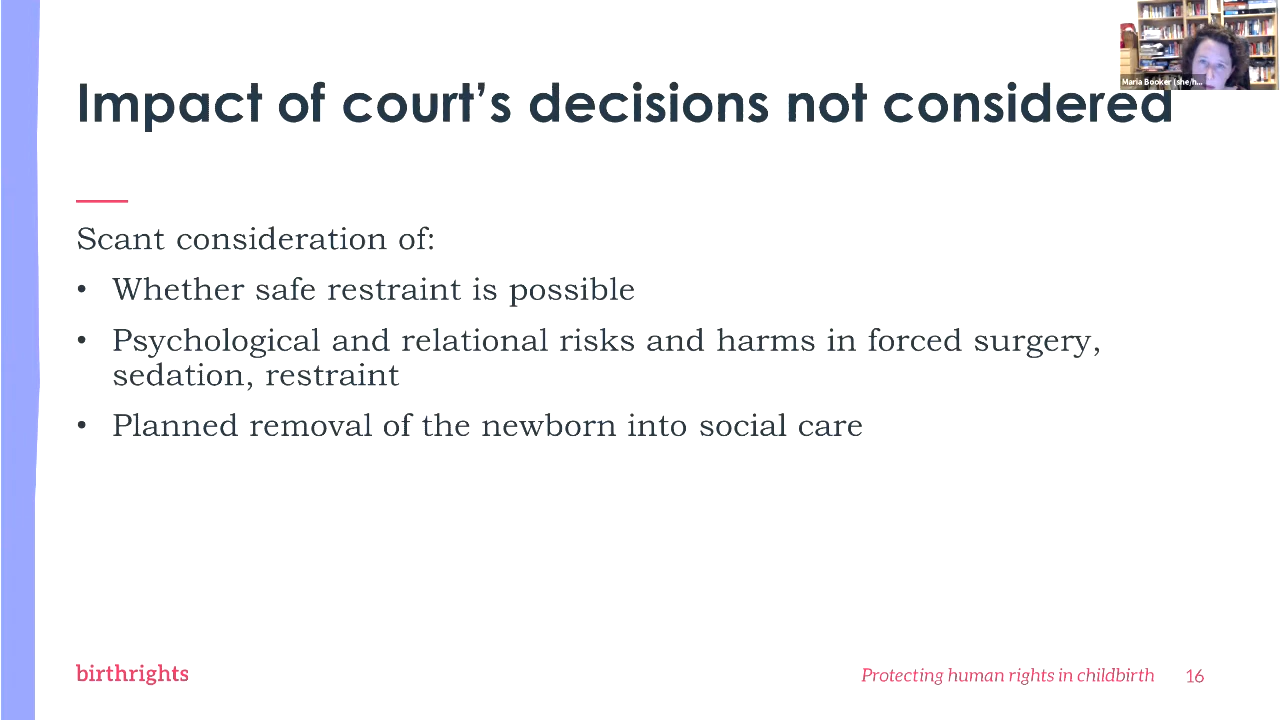 Maria Booker (she/h...
Impact of court's decisions not considered
Scant consideration of:
• Whether safe restraint is possible
• Psychological and relational risks and harms in forced surgery,
sedation, restraint
• Planned removal of the newborn into social care
birthrights
Protecting human rights in childbirth 16